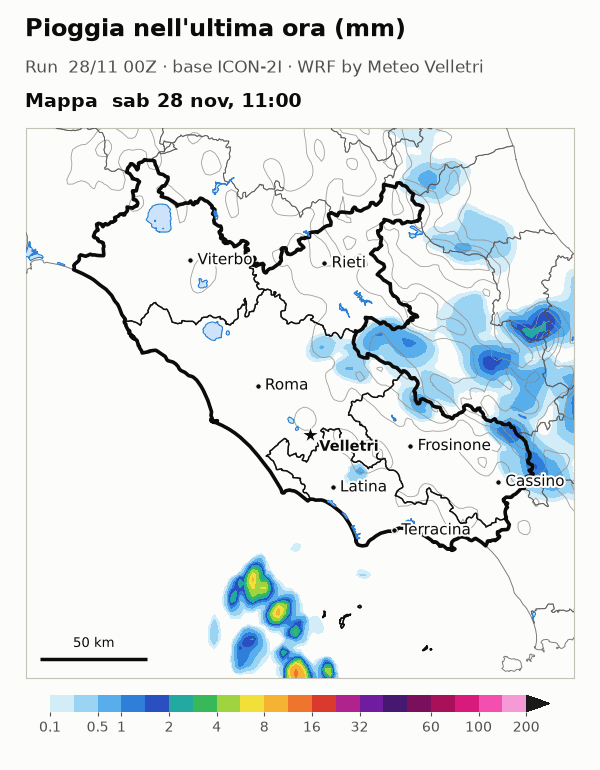 Pioggia nell'ultima ora (mm)
Run  28/11 00Z · base ICON-2I · WRF by Meteo Velletri
Mappa  sab 28 nov, 11:00
Viterbo
Rieti
Roma
Velletri
Frosinone
Latina
Cassino
Terracina
50 km
0.1 0.5 1 2 4 8 16 32 60 100 200